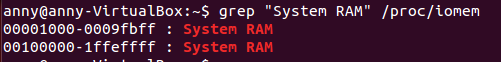 anny@anny-VirtualBox:~$ grep "System RAM" /proc/iomem
00001000-0009fbff : System RAM
00100000-1ffeffff : System RAM